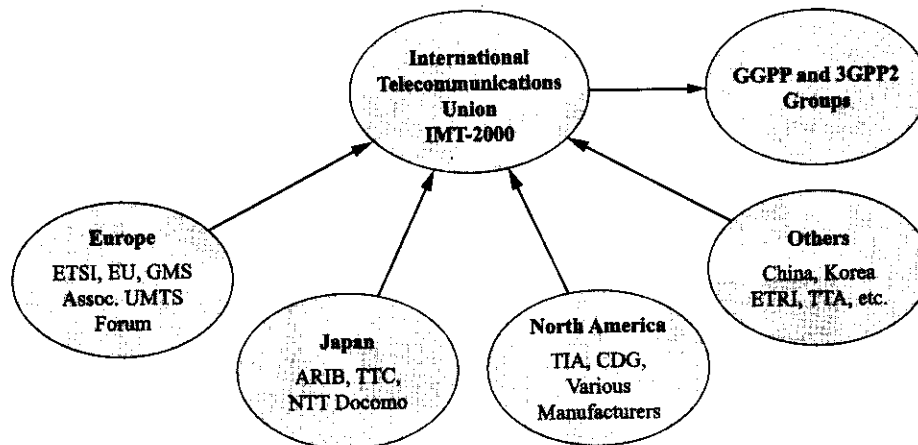 International
Telecommunications
Union
IMT-2000
GGPP and 3GPP2
Groups
Europe
ETSI, EU, GMS
Assoc. UMTS
Forum
Japan
ARIB, TTC,
NTT Docomo
North America
TIA, CDG,
Various
Manufacturers
Others
China, Korea
ETRI, TTA, etc.